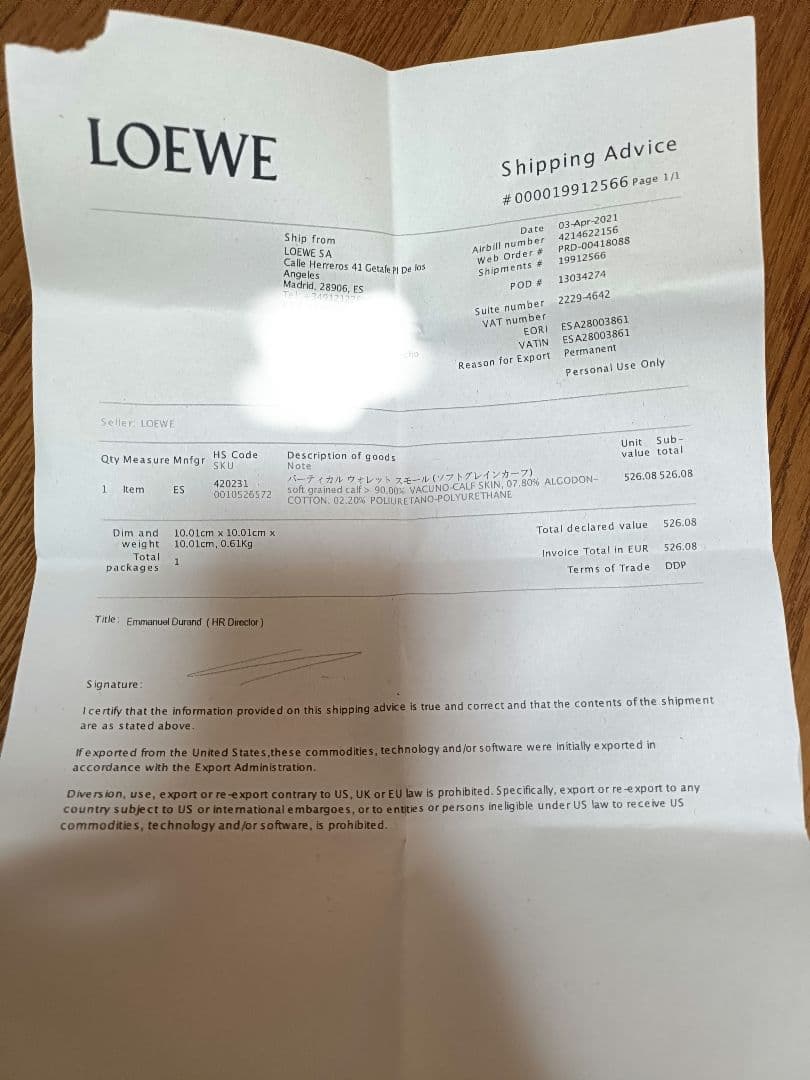 LOEWE
Shipping Advice
#000019912566 Page 1/1
Ship from
LOEWE SA
Calle Herreros 41 Getafe Pl De los
Angeles
Madrid, 28906, ES
Date 03-Apr-2021
Airbill number 4214622156
Web Order # PRD-00418088
Shipments # 19912566
POD # 13034274
Suite number 2229-4642
VAT number
EORI ESA28003861
VATIN ESA28003861
Reason for Export Permanent
Personal Use Only
Seller: LOEWE
Qty Measure Mnfgr HS Code SKU Description of goods Note Unit value Sub-total
1 Item ES 420231 0010526572 バーティカル ウォレット スモール (ソフトグレインカーフ)
soft grained calf > 90.00% VACUNO-CALF SKIN, 07.80% ALGODON-
COTTON, 02.20% POLIURETANO-POLYURETHANE
526.08 526.08
Dim and weight 10.01cm x 10.01cm x
10.01cm, 0.61Kg
Total packages 1
Total declared value 526.08
Invoice Total in EUR 526.08
Terms of Trade DDP
Title: Emmanuel Durand ( HR Director )
Signature:
I certify that the information provided on this shipping advice is true and correct and that the contents of the shipment
are as stated above.
If exported from the United States,these commodities, technology and/or software were initially exported in
accordance with the Export Administration.
Diversion, use, export or re-export contrary to US, UK or EU law is prohibited. Specifically, export or re-export to any
country subject to US or international embargoes, or to entities or persons ineligible under US law to receive US
commodities, technology and/or software, is prohibited.